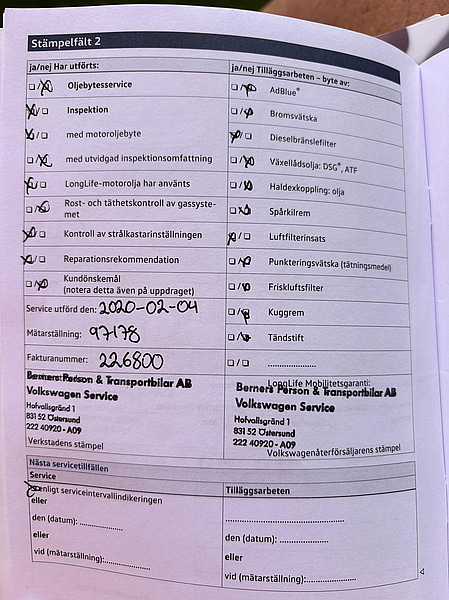 Stämpelfält 2
ja/nej Har utförts:
Oljebytesservice
Inspektion
med motoroljebyte
med utvidgad inspektionsomfattning
LongLife-motorolja har använts
Rost- och täthetskontroll av gassyste-
met
Kontroll av strålkastarinställningen
Reparationsrekommendation
Kundönskemål
(notera detta även på uppdraget)
Service utförd den: 2020-02-04
Mätarställning: 97178
Fakturanummer: 226800
Berners Person & Transportbilar AB
Volkswagen Service
Hofvallsgränd 1
831 52 Östersund
222 40920 - A09
Verkstadens stämpel
ja/nej Tilläggsarbeten – byte av:
AdBlue®
Bromsvätska
Dieselbränslefilter
Växellådsolja: DSG®, ATF
Haldexkoppling: olja
Spårkilrem
Luftfilterinsats
Punkteringsvätska (tätningsmedel)
Friskluftsfilter
Kuggrem
Tändstift
....................
LongLife Mobilitetsgaranti:
Berners Person & Transportbilar AB
Volkswagen Service
Hofvallsgränd 1
831 52 Östersund
222 40920 - A09
Volkswagenåterförsäljarens stämpel
Nästa servicetillfällen
Service
enligt serviceintervallindikeringen
eller
den (datum): ..................
eller
vid (mätarställning):..................
Tilläggsarbeten
..........................................
den (datum): ..................
eller
vid (mätarställning):..................